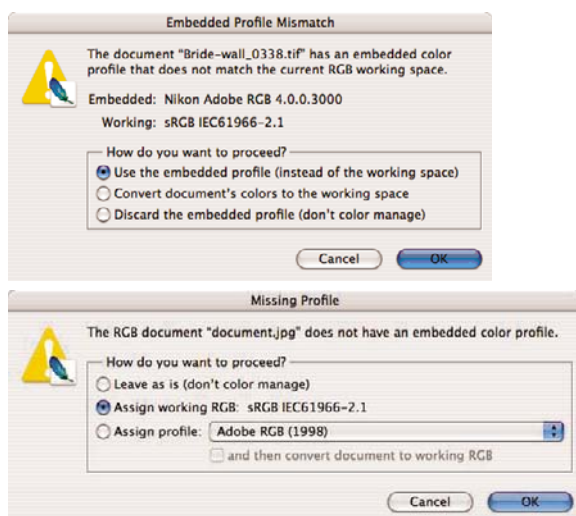 Embedded Profile Mismatch
The document "Bride-wall_0338.tif" has an embedded color
profile that does not match the current RGB working space.
Embedded: Nikon Adobe RGB 4.0.0.3000
Working: sRGB IEC61966-2.1
How do you want to proceed?
Use the embedded profile (instead of the working space)
Convert document's colors to the working space
Discard the embedded profile (don't color manage)
Cancel OK
Missing Profile
The RGB document "document.jpg" does not have an embedded color profile.
How do you want to proceed?
Leave as is (don't color manage)
Assign working RGB: sRGB IEC61966-2.1
Assign profile: Adobe RGB (1998)
and then convert document to working RGB
Cancel OK